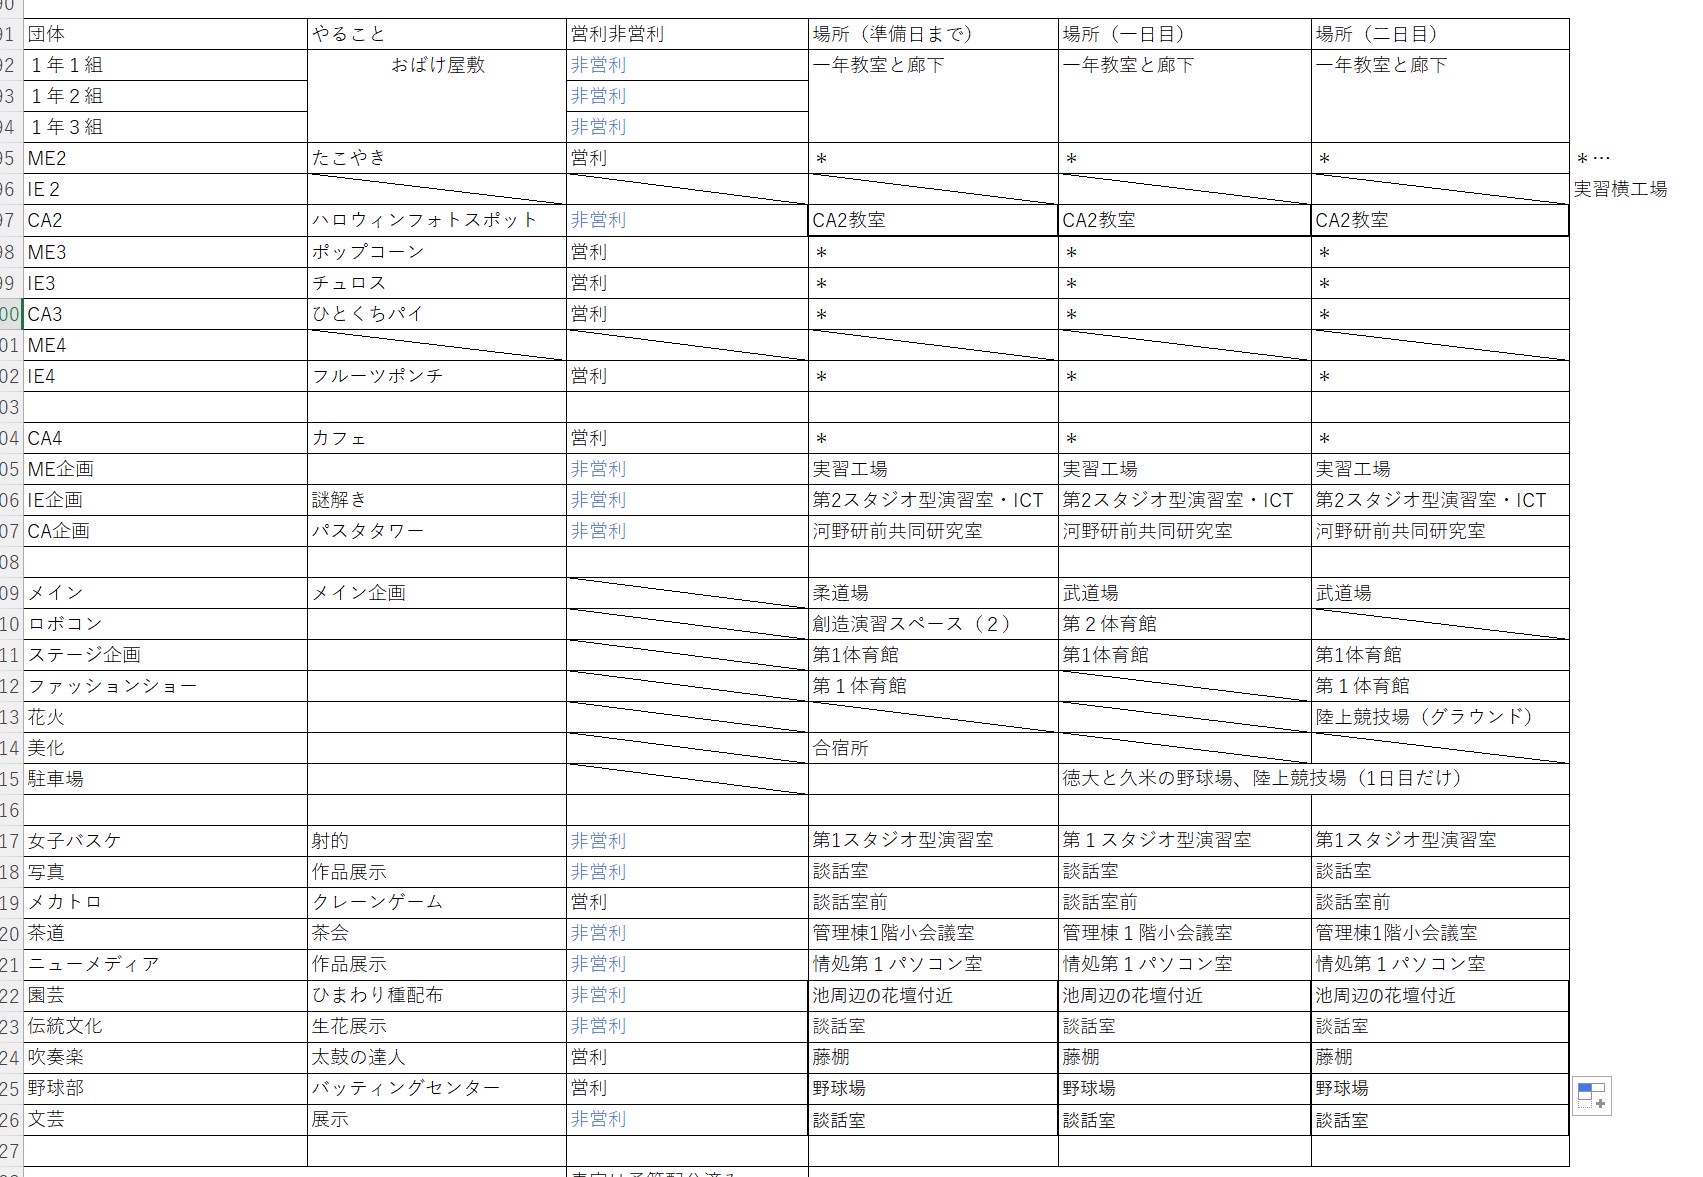 90
91 団体 やること 営利非営利 場所（準備日まで） 場所（一日目） 場所（二日目）
92 １年１組 おばけ屋敷 非営利 一年教室と廊下 一年教室と廊下 一年教室と廊下
93 １年２組 非営利
94 １年３組 非営利
95 ME2 たこやき 営利 ＊ ＊ ＊ ＊…
96 IE２ 実習横工場
97 CA2 ハロウィンフォトスポット 非営利 CA2教室 CA2教室 CA2教室
98 ME3 ポップコーン 営利 ＊ ＊ ＊
99 IE3 チュロス 営利 ＊ ＊ ＊
00 CA3 ひとくちパイ 営利 ＊ ＊ ＊
01 ME4
02 IE4 フルーツポンチ 営利 ＊ ＊ ＊
03
04 CA4 カフェ 営利 ＊ ＊ ＊
05 ME企画 非営利 実習工場 実習工場 実習工場
06 IE企画 謎解き 非営利 第2スタジオ型演習室・ICT 第2スタジオ型演習室・ICT 第2スタジオ型演習室・ICT
07 CA企画 パスタタワー 非営利 河野研前共同研究室 河野研前共同研究室 河野研前共同研究室
08
09 メイン メイン企画 柔道場 武道場 武道場
10 ロボコン 創造演習スペース（２） 第２体育館
11 ステージ企画 第1体育館 第1体育館 第1体育館
12 ファッションショー 第１体育館 第１体育館
13 花火 陸上競技場（グラウンド）
14 美化 合宿所
15 駐車場 徳大と久米の野球場、陸上競技場（1日目だけ）
16
17 女子バスケ 射的 非営利 第1スタジオ型演習室 第１スタジオ型演習室 第1スタジオ型演習室
18 写真 作品展示 非営利 談話室 談話室 談話室
19 メカトロ クレーンゲーム 営利 談話室前 談話室前 談話室前
20 茶道 茶会 非営利 管理棟1階小会議室 管理棟１階小会議室 管理棟1階小会議室
21 ニューメディア 作品展示 非営利 情処第１パソコン室 情処第１パソコン室 情処第１パソコン室
22 園芸 ひまわり種配布 非営利 池周辺の花壇付近 池周辺の花壇付近 池周辺の花壇付近
23 伝統文化 生花展示 非営利 談話室 談話室 談話室
24 吹奏楽 太鼓の達人 営利 藤棚 藤棚 藤棚
25 野球部 バッティングセンター 営利 野球場 野球場 野球場
26 文芸 展示 非営利 談話室 談話室 談話室
27